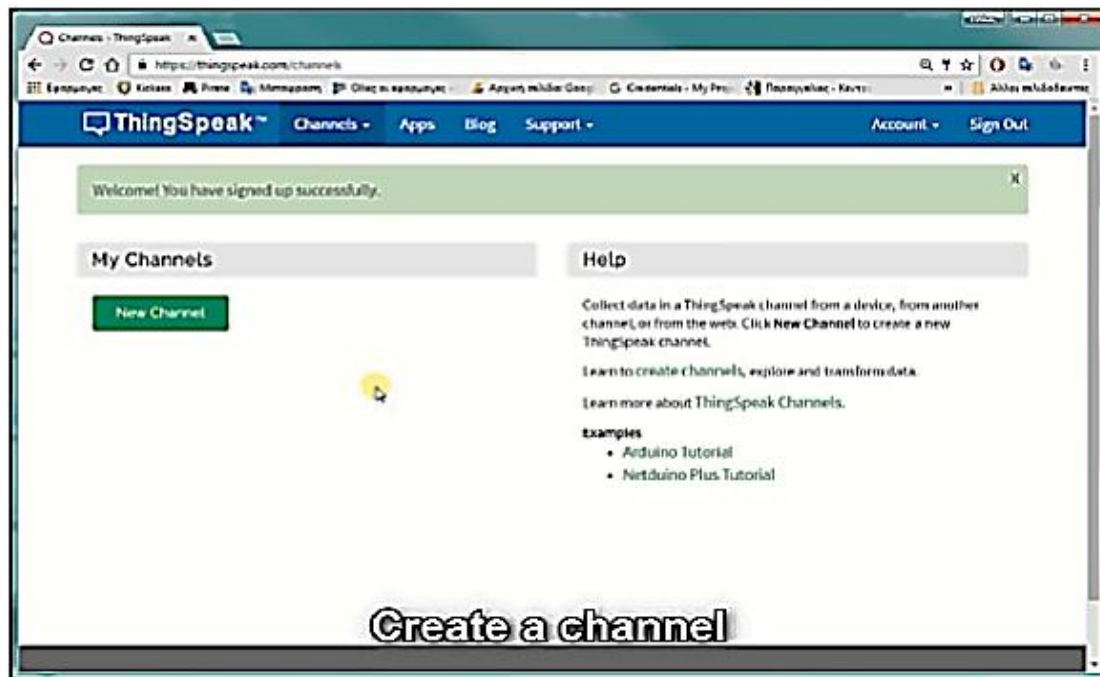 Channels - ThingSpeak
https://thingspeak.com/channels
Kickass
ThingSpeak™ Channels Apps Blog Support Account Sign Out
Welcome! You have signed up successfully.
X
My Channels
New Channel
Help
Collect data in a ThingSpeak channel from a device, from another
channel, or from the web. Click New Channel to create a new
ThingSpeak channel.
Learn to create channels, explore and transform data.
Learn more about ThingSpeak Channels.
Examples
• Arduino Tutorial
• Netduino Plus Tutorial
Create a channel